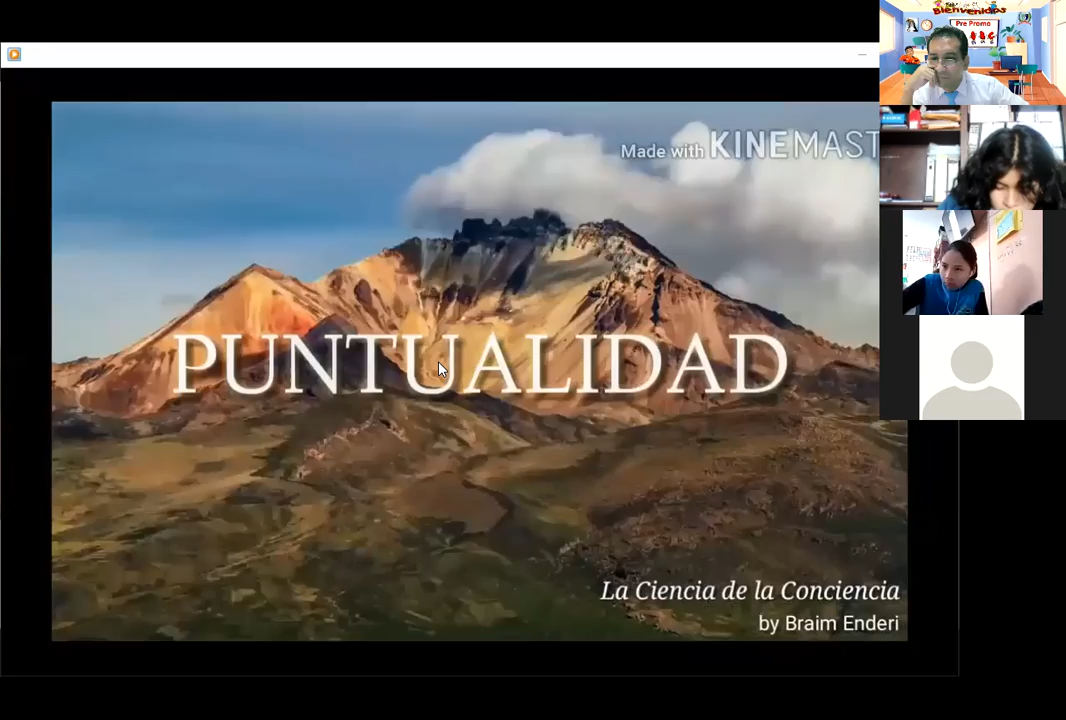 Bienvenidos
Pre Promo
Made with KINEMAST
PUNTUALIDAD
La Ciencia de la Conciencia
by Braim Enderi